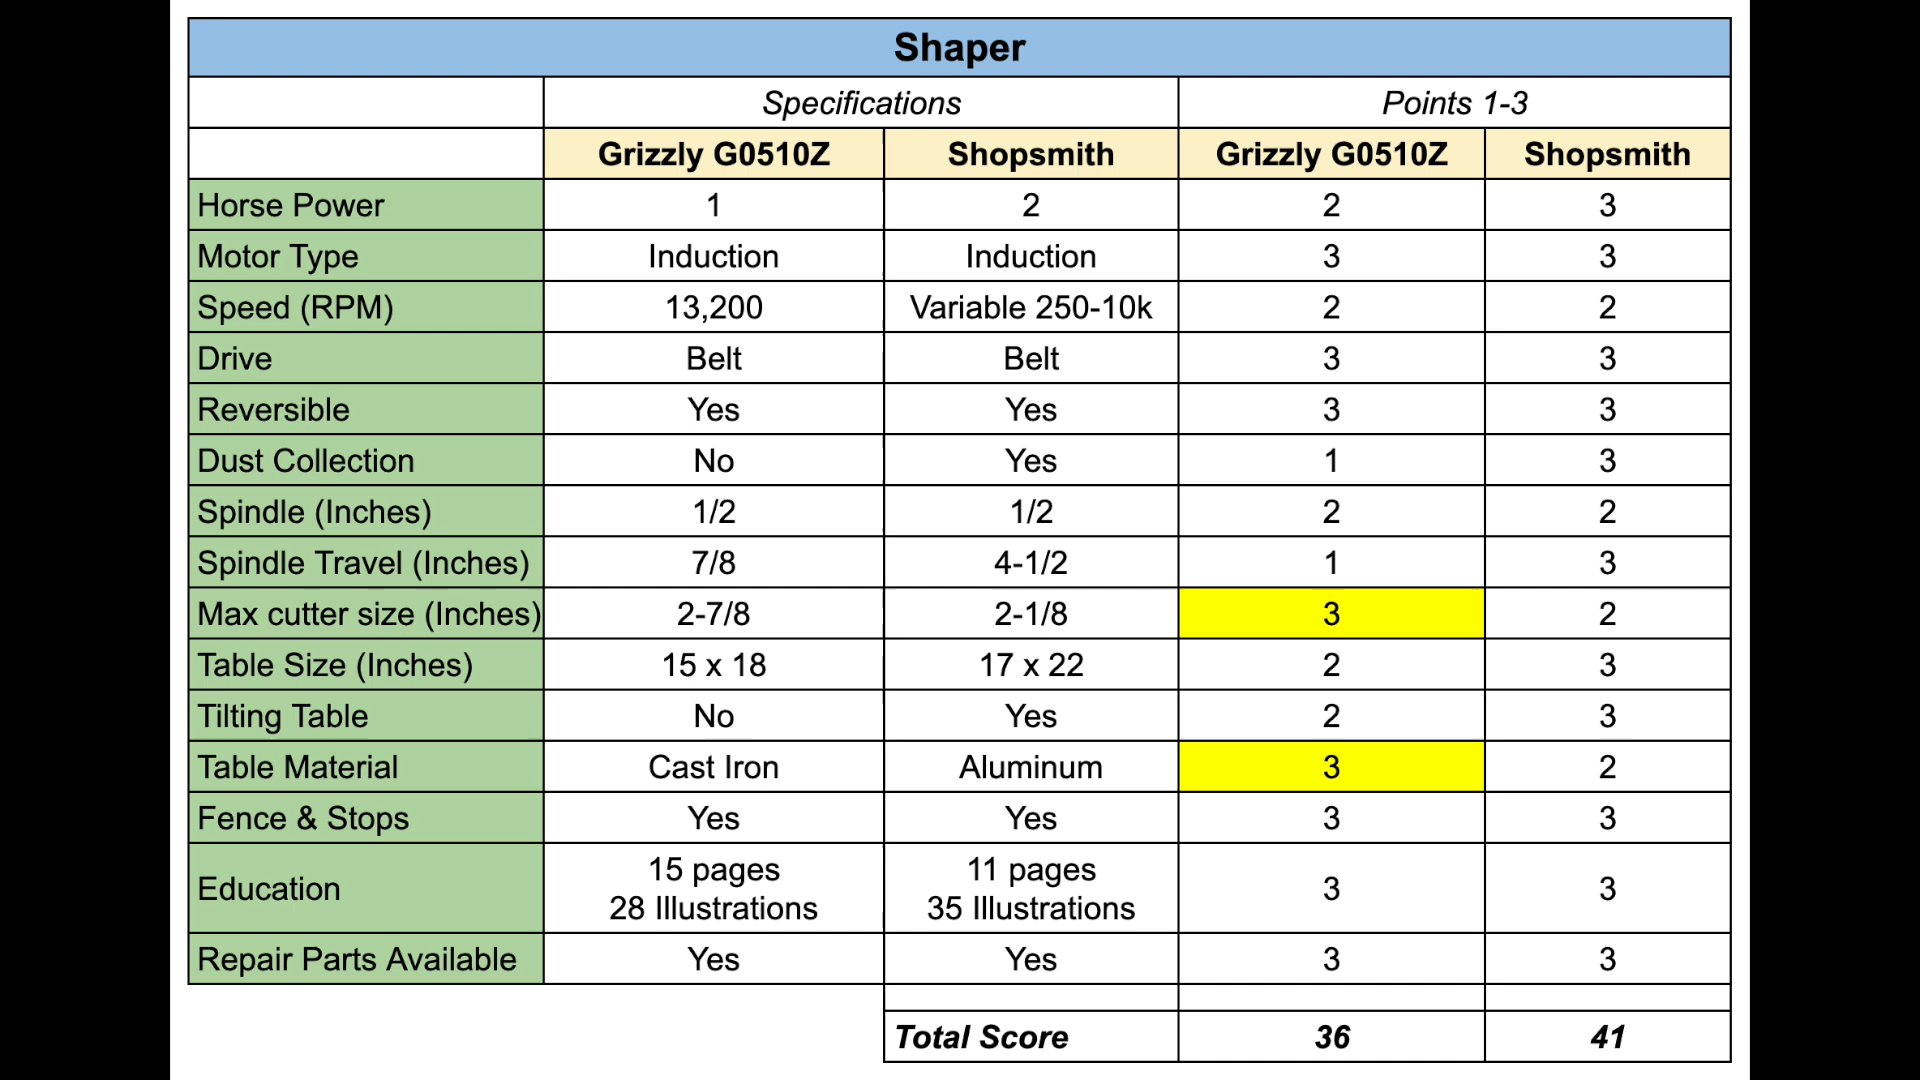 Shaper
Specifications Points 1-3
Grizzly G0510Z Shopsmith Grizzly G0510Z Shopsmith
Horse Power 1 2 2 3
Motor Type Induction Induction 3 3
Speed (RPM) 13,200 Variable 250-10k 2 2
Drive Belt Belt 3 3
Reversible Yes Yes 3 3
Dust Collection No Yes 1 3
Spindle (Inches) 1/2 1/2 2 2
Spindle Travel (Inches) 7/8 4-1/2 1 3
Max cutter size (Inches) 2-7/8 2-1/8 3 2
Table Size (Inches) 15 x 18 17 x 22 2 3
Tilting Table No Yes 2 3
Table Material Cast Iron Aluminum 3 2
Fence & Stops Yes Yes 3 3
Education 15 pages 11 pages 3 3
28 Illustrations 35 Illustrations
Repair Parts Available Yes Yes 3 3
Total Score 36 41